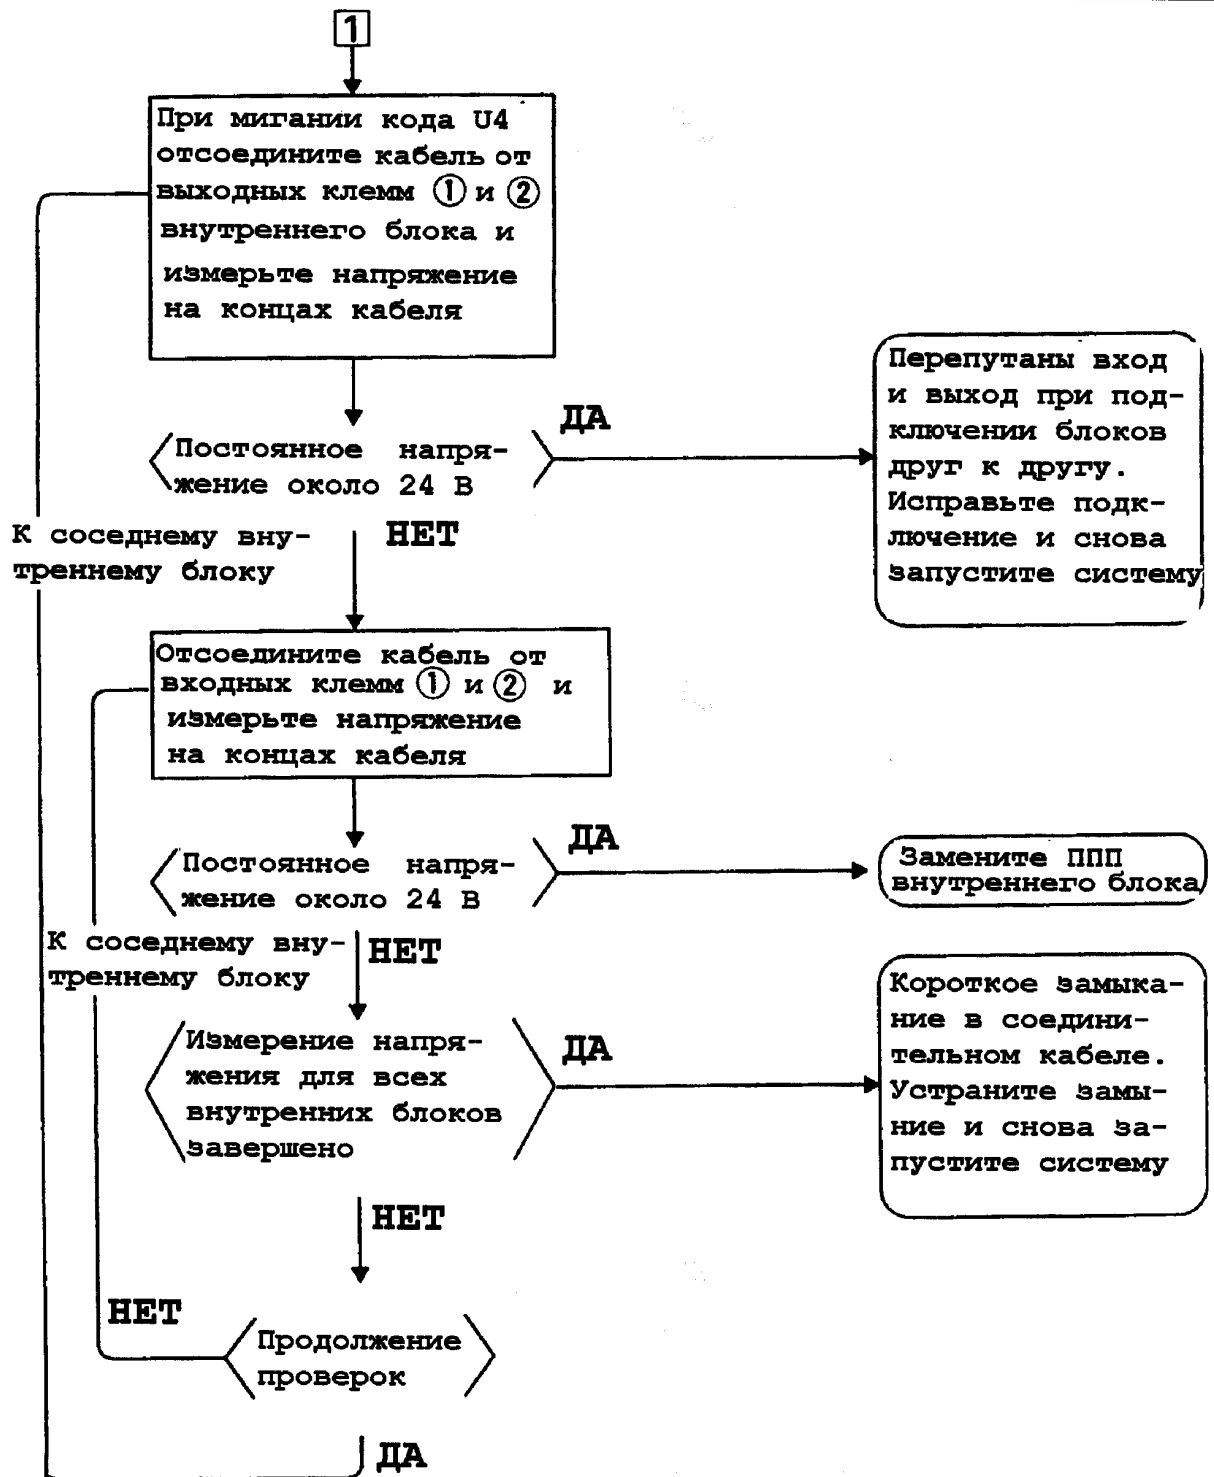 1
При мигании кода U4
отсоедините кабель от
выходных клемм ① и ②
внутреннего блока и
измерьте напряжение
на концах кабеля
Перепутаны вход
и выход при под-
ключении блоков
друг к другу.
Исправьте подк-
лючение и снова
запустите систему
ДА
Постоянное напря-
жение около 24 В
НЕТ
К соседнему вну-
треннему блоку
Отсоедините кабель от
входных клемм ① и ② и
измерьте напряжение
на концах кабеля
ДА
Постоянное напря-
жение около 24 В
Замените ППП
внутреннего блока
К соседнему вну-
треннему блоку
НЕТ
Измерение напря-
жения для всех
внутренних блоков
завершено
ДА
Короткое замыка-
ние в соедини-
тельном кабеле.
Устраните замы-
ние и снова за-
пустите систему
НЕТ
НЕТ
Продолжение
проверок
ДА